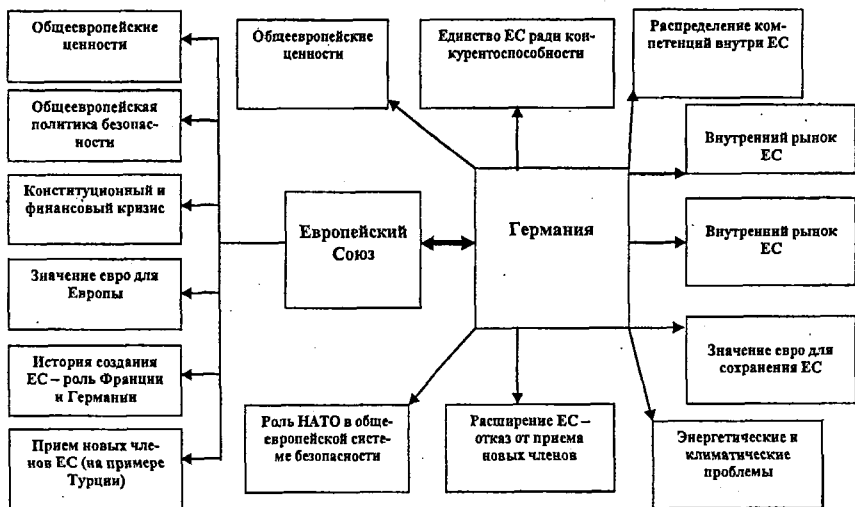 Общеевропейские
ценности
Общеевропейская
политика безопас-
ности
Конституционный и
финансовый кризис
Значение евро для
Европы
История создания
ЕС – роль Франции
и Германии
Прием новых чле-
нов ЕС (на примере
Турции)
Европейский
Союз
Германия
Общеевропейские
ценности
Единство ЕС ради кон-
курентоспособности
Распределение ком-
петенций внутри ЕС
Внутренний рынок
ЕС
Внутренний рынок
ЕС
Значение евро для
сохранения ЕС
Роль НАТО в обще-
европейской систе-
ме безопасности
Расширение ЕС –
отказ от приема
новых членов
Энергетические и
климатические
проблемы